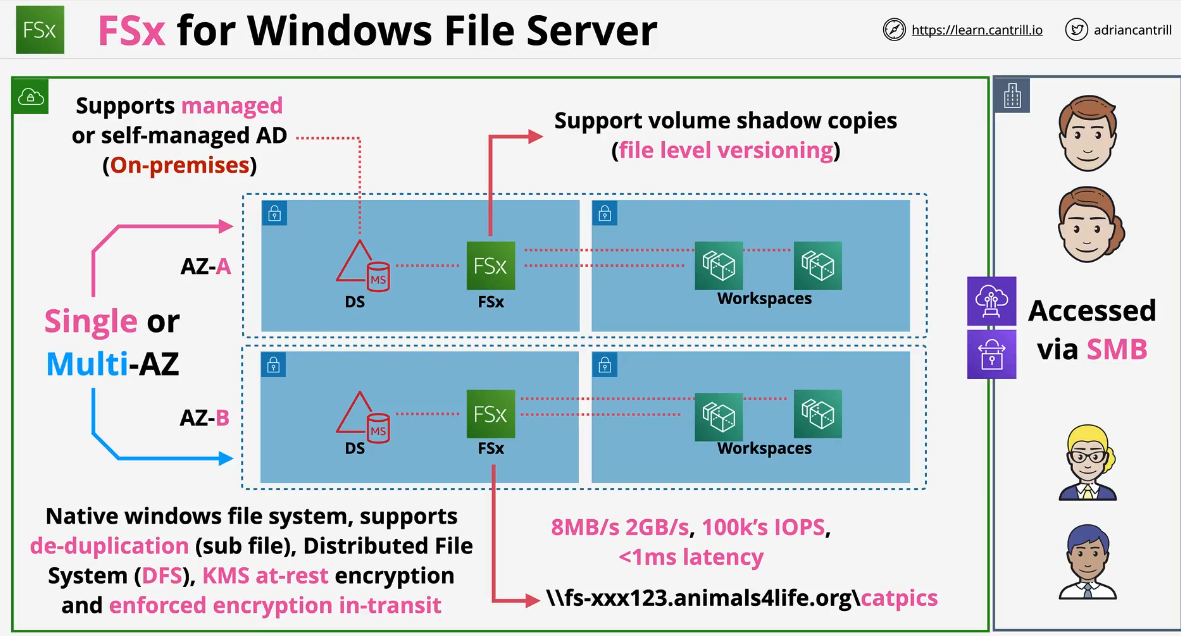 FSx
FSx for Windows File Server
https://learn.cantrill.io
adriancantrill
Supports managed
or self-managed AD
(On-premises)
Support volume shadow copies
(file level versioning)
AZ-A
MS
DS
FSx
FSx
Workspaces
Single or
Multi-AZ
Accessed
via SMB
AZ-B
MS
DS
FSx
FSx
Workspaces
Native windows file system, supports
de-duplication (sub file), Distributed File
System (DFS), KMS at-rest encryption
and enforced encryption in-transit
8MB/s 2GB/s, 100k’s IOPS,
<1ms latency
\\fs-xxx123.animals4life.org\catpics